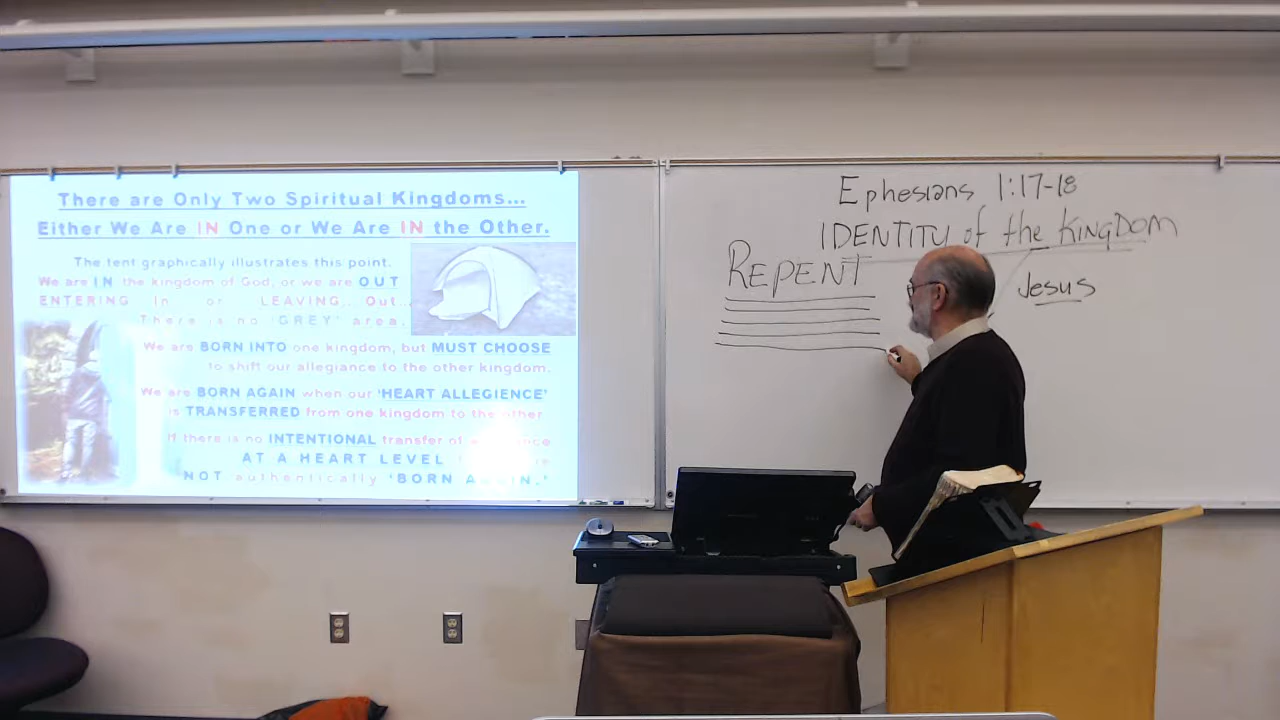 There are Only Two Spiritual Kingdoms...
Either We Are IN One or We Are IN the Other.
The tent graphically illustrates this point.
We are IN the kingdom of God, or we are OUT
ENTERING In or LEAVING... Out...
There is no 'GREY' area.
We are BORN INTO one kingdom, but MUST CHOOSE
to shift our allegiance to the other kingdom.
We are BORN AGAIN when our 'HEART ALLEGIENCE'
is TRANSFERRED from one kingdom to the other
If there is no INTENTIONAL transfer of
AT A HEART LEVEL
NOT authentically 'BORN AGAIN.'
Ephesians 1:17-18
IDENTITY of the KINGDOM
REPENT
Jesus